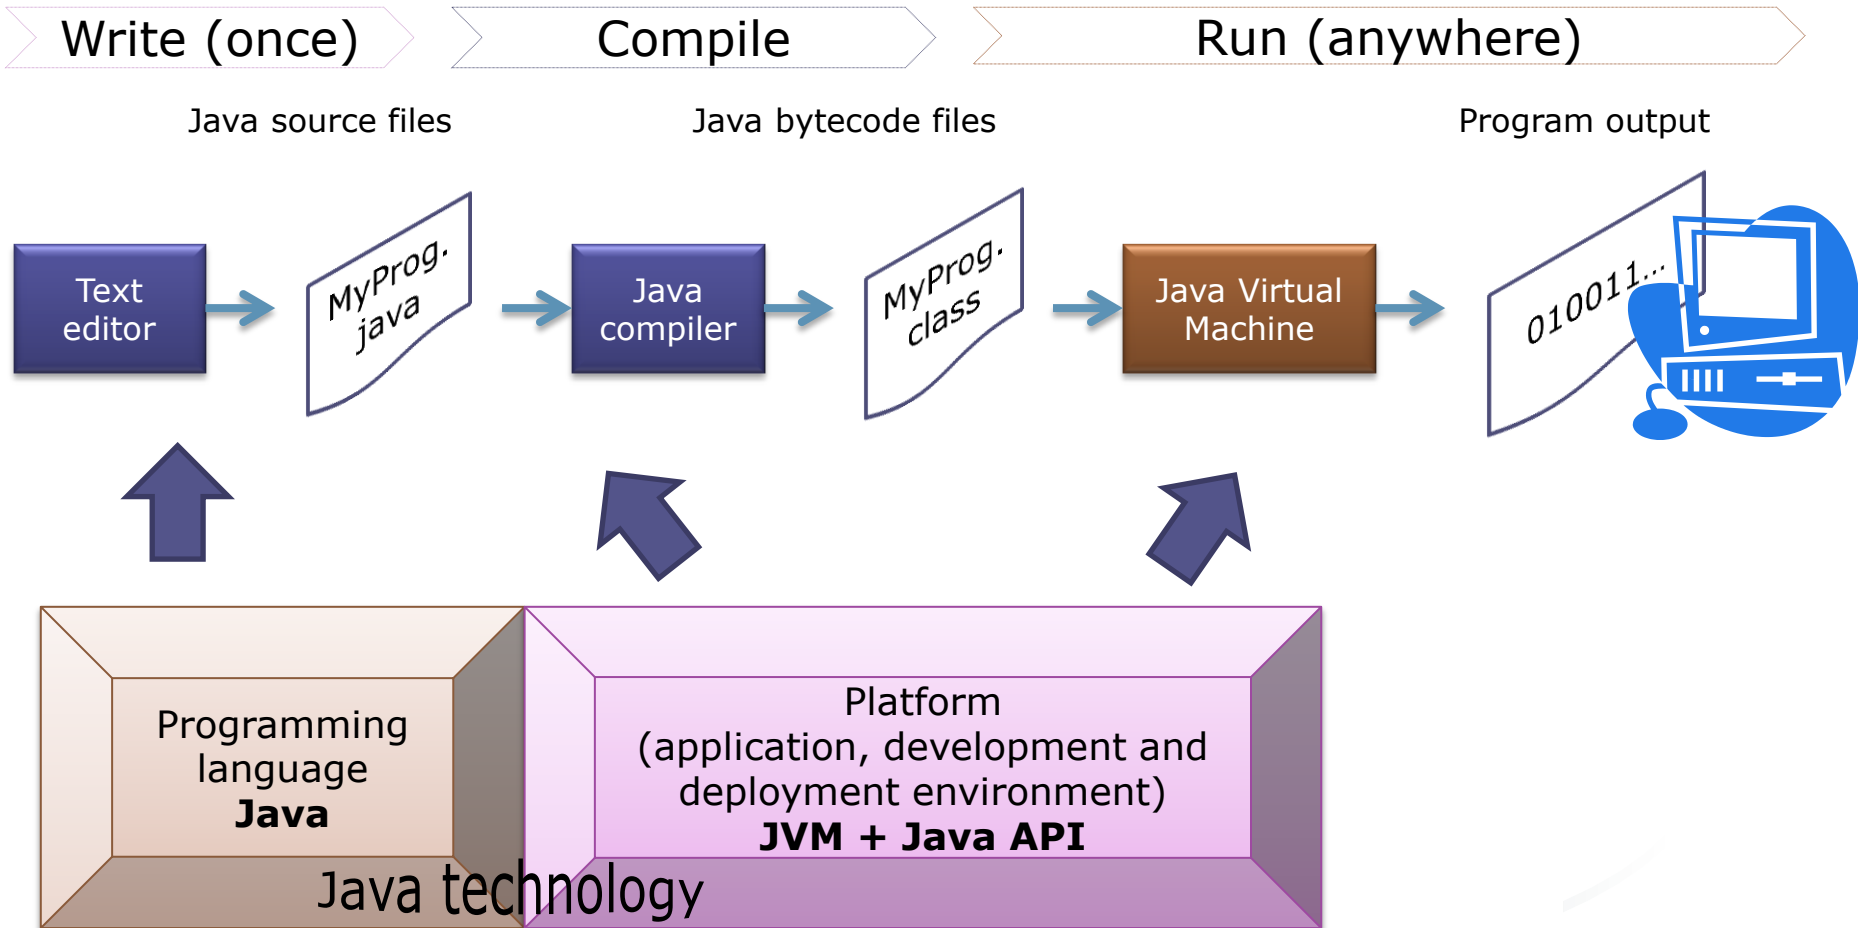 Write (once)
Compile
Run (anywhere)
Java source files
Java bytecode files
Program output
Text
editor
MyProg.
java
Java
compiler
MyProg.
class
Java Virtual
Machine
010011...
Programming
language
Java
Platform
(application, development and
deployment environment)
JVM + Java API
Java technology